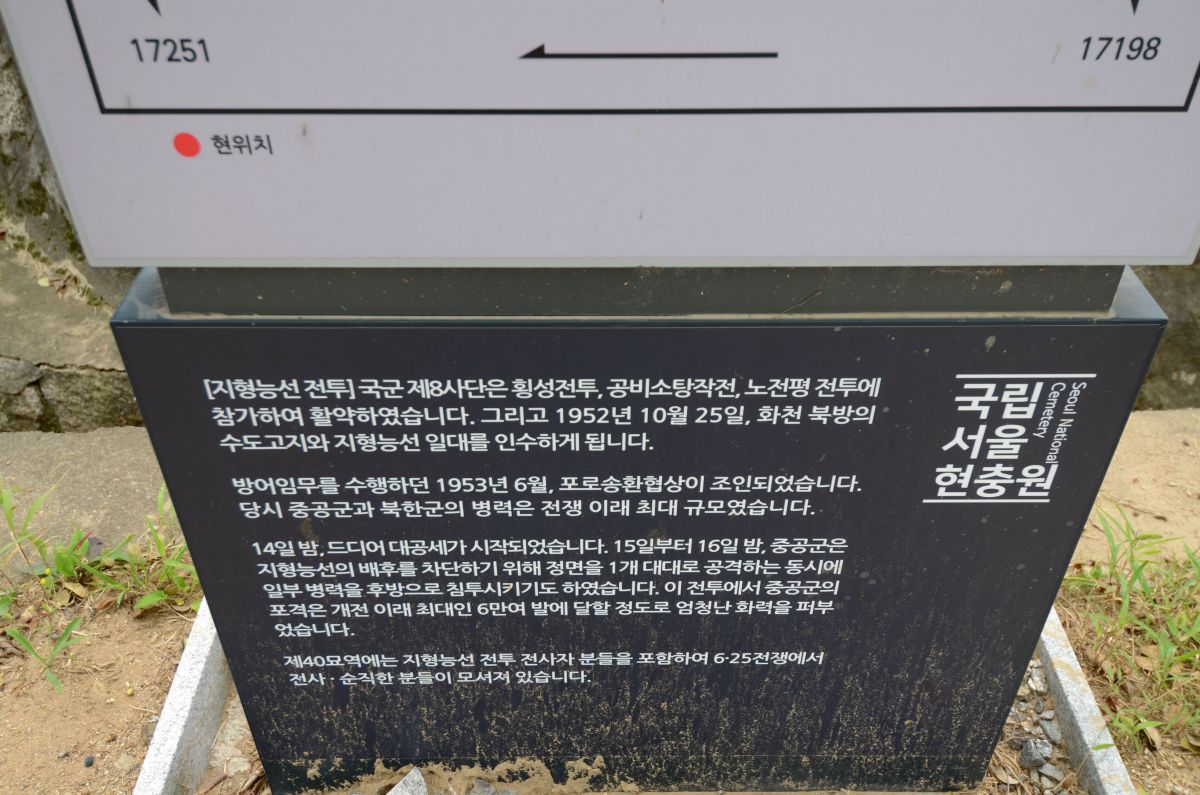 17251
17198
현위치
[지형능선 전투] 국군 제8사단은 횡성전투, 공비소탕작전, 노전평 전투에
참가하여 활약하였습니다. 그리고 1952년 10월 25일, 화천 북방의
수도고지와 지형능선 일대를 인수하게 됩니다.
방어임무를 수행하던 1953년 6월, 포로송환협상이 조인되었습니다.
당시 중공군과 북한군의 병력은 전쟁 이래 최대 규모였습니다.
14일 밤, 드디어 대공세가 시작되었습니다. 15일부터 16일 밤, 중공군은
지형능선의 배후를 차단하기 위해 정면을 1개 대대로 공격하는 동시에
일부 병력을 후방으로 침투시키기도 하였습니다. 이 전투에서 중공군의
포격은 개전 이래 최대인 6만여 발에 달할 정도로 엄청난 화력을 퍼부
었습니다.
제40묘역에는 지형능선 전투 전사자 분들을 포함하여 6·25전쟁에서
전사·순직한 분들이 모셔져 있습니다.
국립
서울
현충원
Seoul National
Cemetery